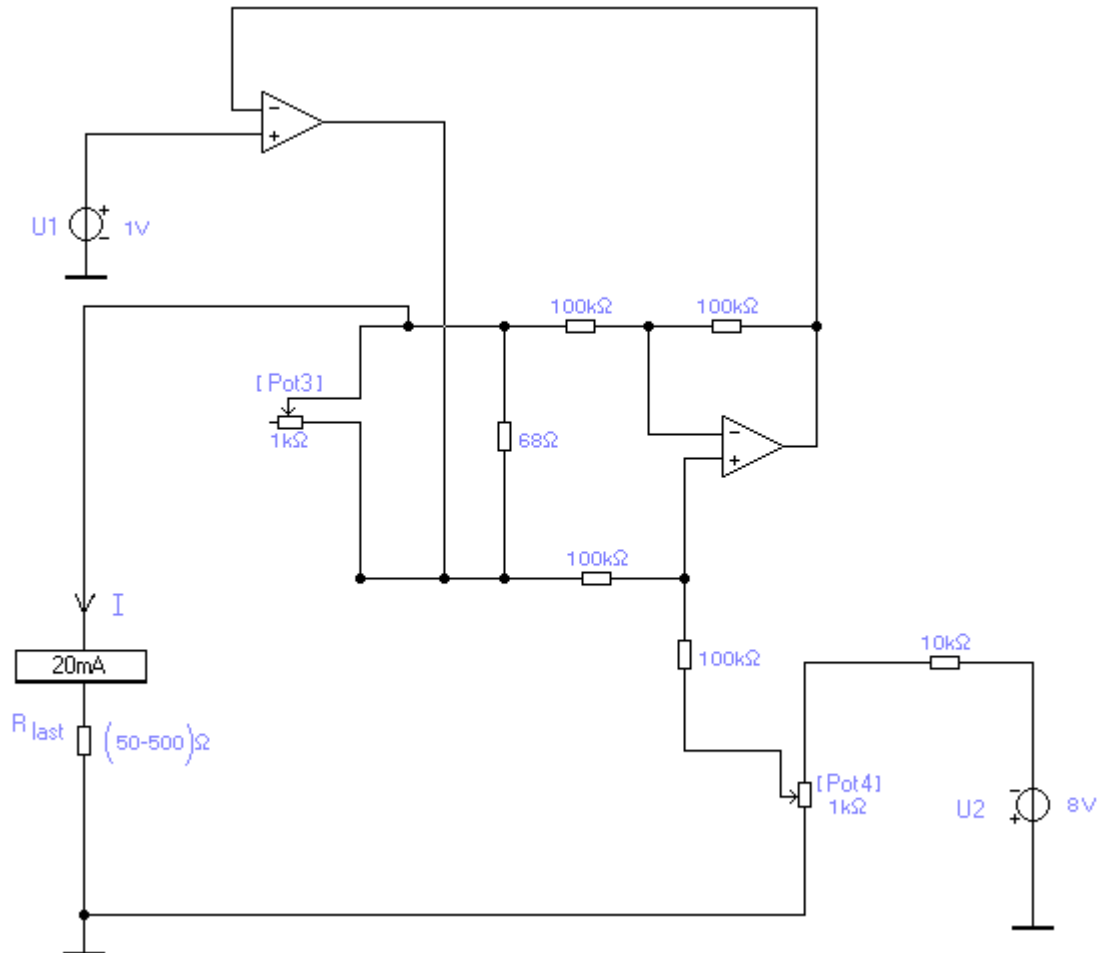 −
+
U1
+
−
1V
100kΩ
100kΩ
[Pot3]
1kΩ
68Ω
−
+
100kΩ
I
20mA
100kΩ
10kΩ
R last
(50-500)Ω
[Pot4]
1kΩ
U2
−
+
8V